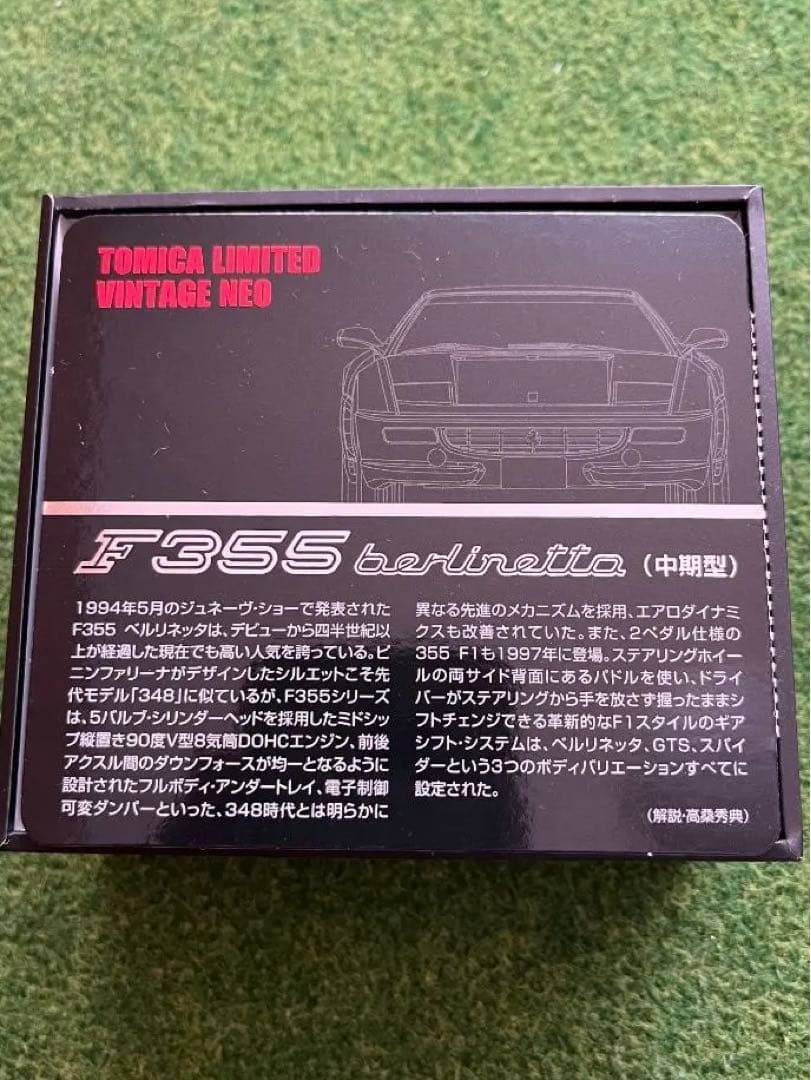 TOMICA LIMITED
VINTAGE NEO
F355 berlinetta（中期型）
1994年5月のジュネーヴ・ショーで発表された
F355 ベルリネッタは、デビューから四半世紀以
上が経過した現在でも高い人気を誇っている。ピ
ニンファリーナがデザインしたシルエットこそ先
代モデル「348」に似ているが、F355シリーズ
は、5バルブ・シリンダーヘッドを採用したミドシッ
プ縦置き90度V型8気筒DOHCエンジン、前後
アクスル間のダウンフォースが均一となるように
設計されたフルボディ・アンダートレイ、電子制御
可変ダンパーといった、348時代とは明らかに
異なる先進のメカニズムを採用、エアロダイナミ
クスも改善されていた。また、2ペダル仕様の
355 F1も1997年に登場。ステアリングホイー
ルの両サイド背面にあるパドルを使い、ドライ
バーがステアリングから手を放さず握ったままシ
フトチェンジできる革新的なF1スタイルのギア
シフト・システムは、ベルリネッタ、GTS、スパイ
ダーという3つのボディバリエーションすべてに
設定された。
（解説・高桑秀典）